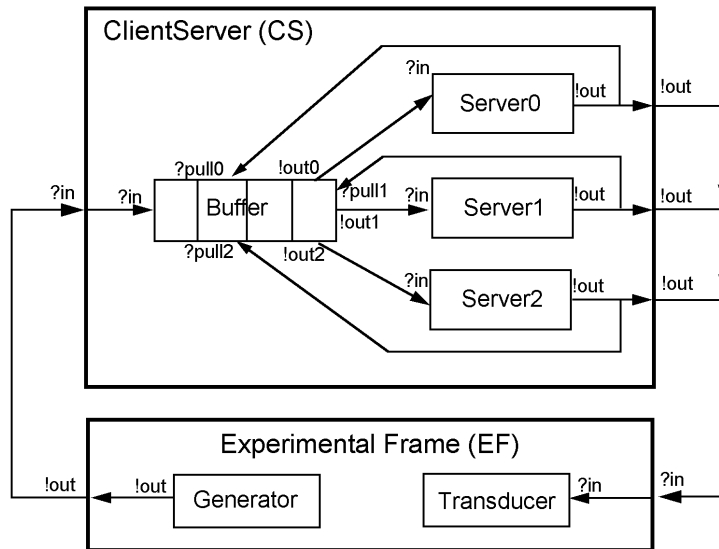 ClientServer (CS)
?in
Server0
!out
!out
?pull0
!out0
?in
?in
Buffer
?pull1
!out1
?in
Server1
!out
!out
?pull2
!out2
?in
Server2
!out
!out
Experimental Frame (EF)
!out
!out
Generator
Transducer
?in
?in